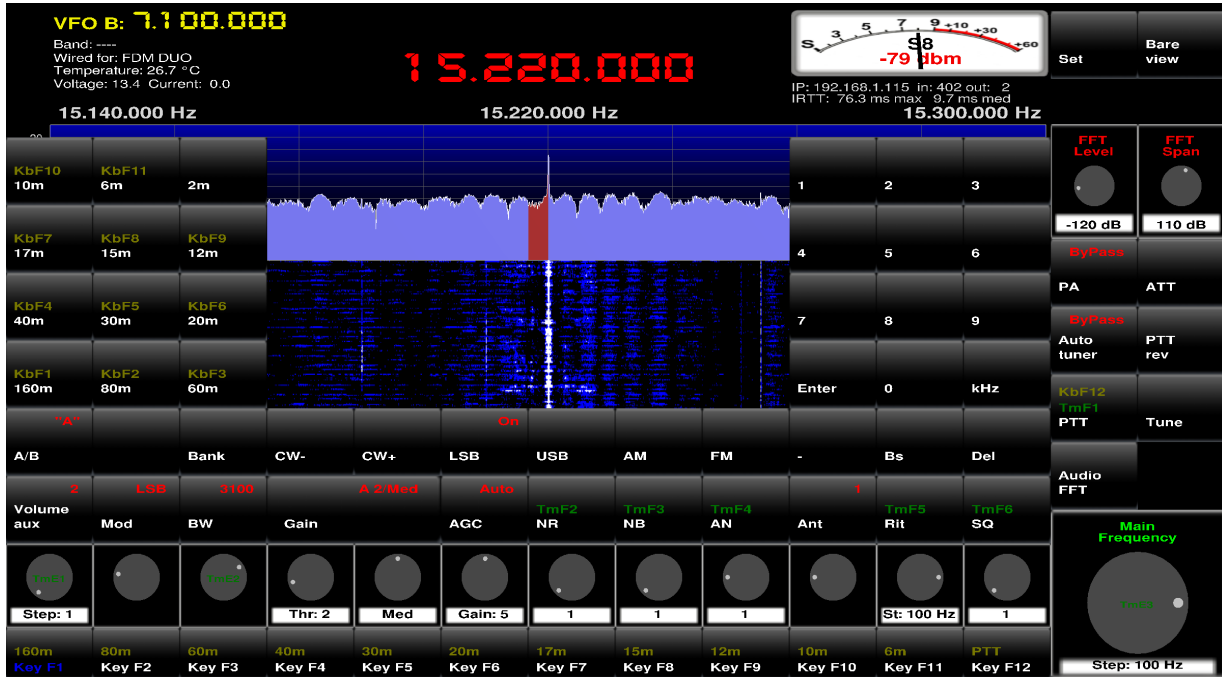 VFO B: 7.100.000
Band: ----
Wired for: FDM DUO
Temperature: 26.7 °C
Voltage: 13.4 Current: 0.0
15.220.000
S 3 5 7 9 +10 +30 +60
S8
-79 dbm
IP: 192.168.1.115 in: 402 out: 2
IRTT: 76.3 ms max 9.7 ms med
Set
Bare view
15.140.000 Hz 15.220.000 Hz 15.300.000 Hz
FFT Level
FFT Span
-120 dB 110 dB
KbF10 KbF11
10m 6m 2m
1 2 3
KbF7 KbF8 KbF9
17m 15m 12m
4 5 6
ByPass
PA ATT
KbF4 KbF5 KbF6
40m 30m 20m
7 8 9
ByPass
Auto tuner
PTT rev
KbF1 KbF2 KbF3
160m 80m 60m
Enter 0 kHz
KbF12
TmF1
PTT Tune
"A" On
A/B Bank CW- CW+ LSB USB AM FM - Bs Del
Audio FFT
2 LSB 3100 A 2/Med Auto 1
TmF2 TmF3 TmF4 TmF5 TmF6
Volume aux Mod BW Gain AGC NR NB AN Ant Rit SQ
Main
Frequency
Step: 1 Thr: 2 Med Gain: 5 1 1 1 St: 100 Hz 1
160m 80m 60m 40m 30m 20m 17m 15m 12m 10m 6m PTT
Key F1 Key F2 Key F3 Key F4 Key F5 Key F6 Key F7 Key F8 Key F9 Key F10 Key F11 Key F12
Step: 100 Hz